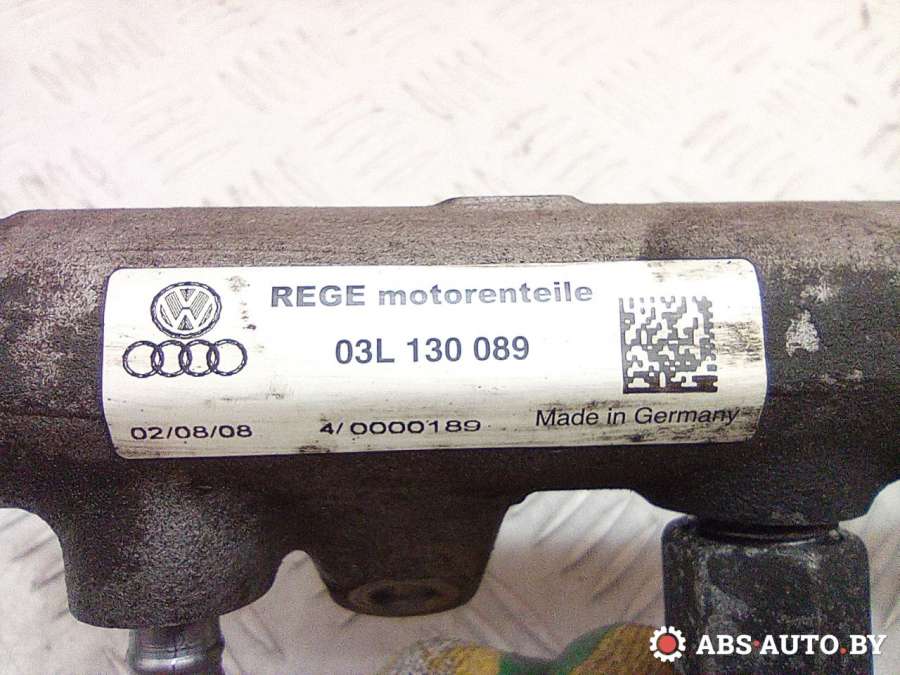 REGE motorenteile
03L 130 089
02/08/08 4/0000189 Made in Germany
ABS-AUTO.BY